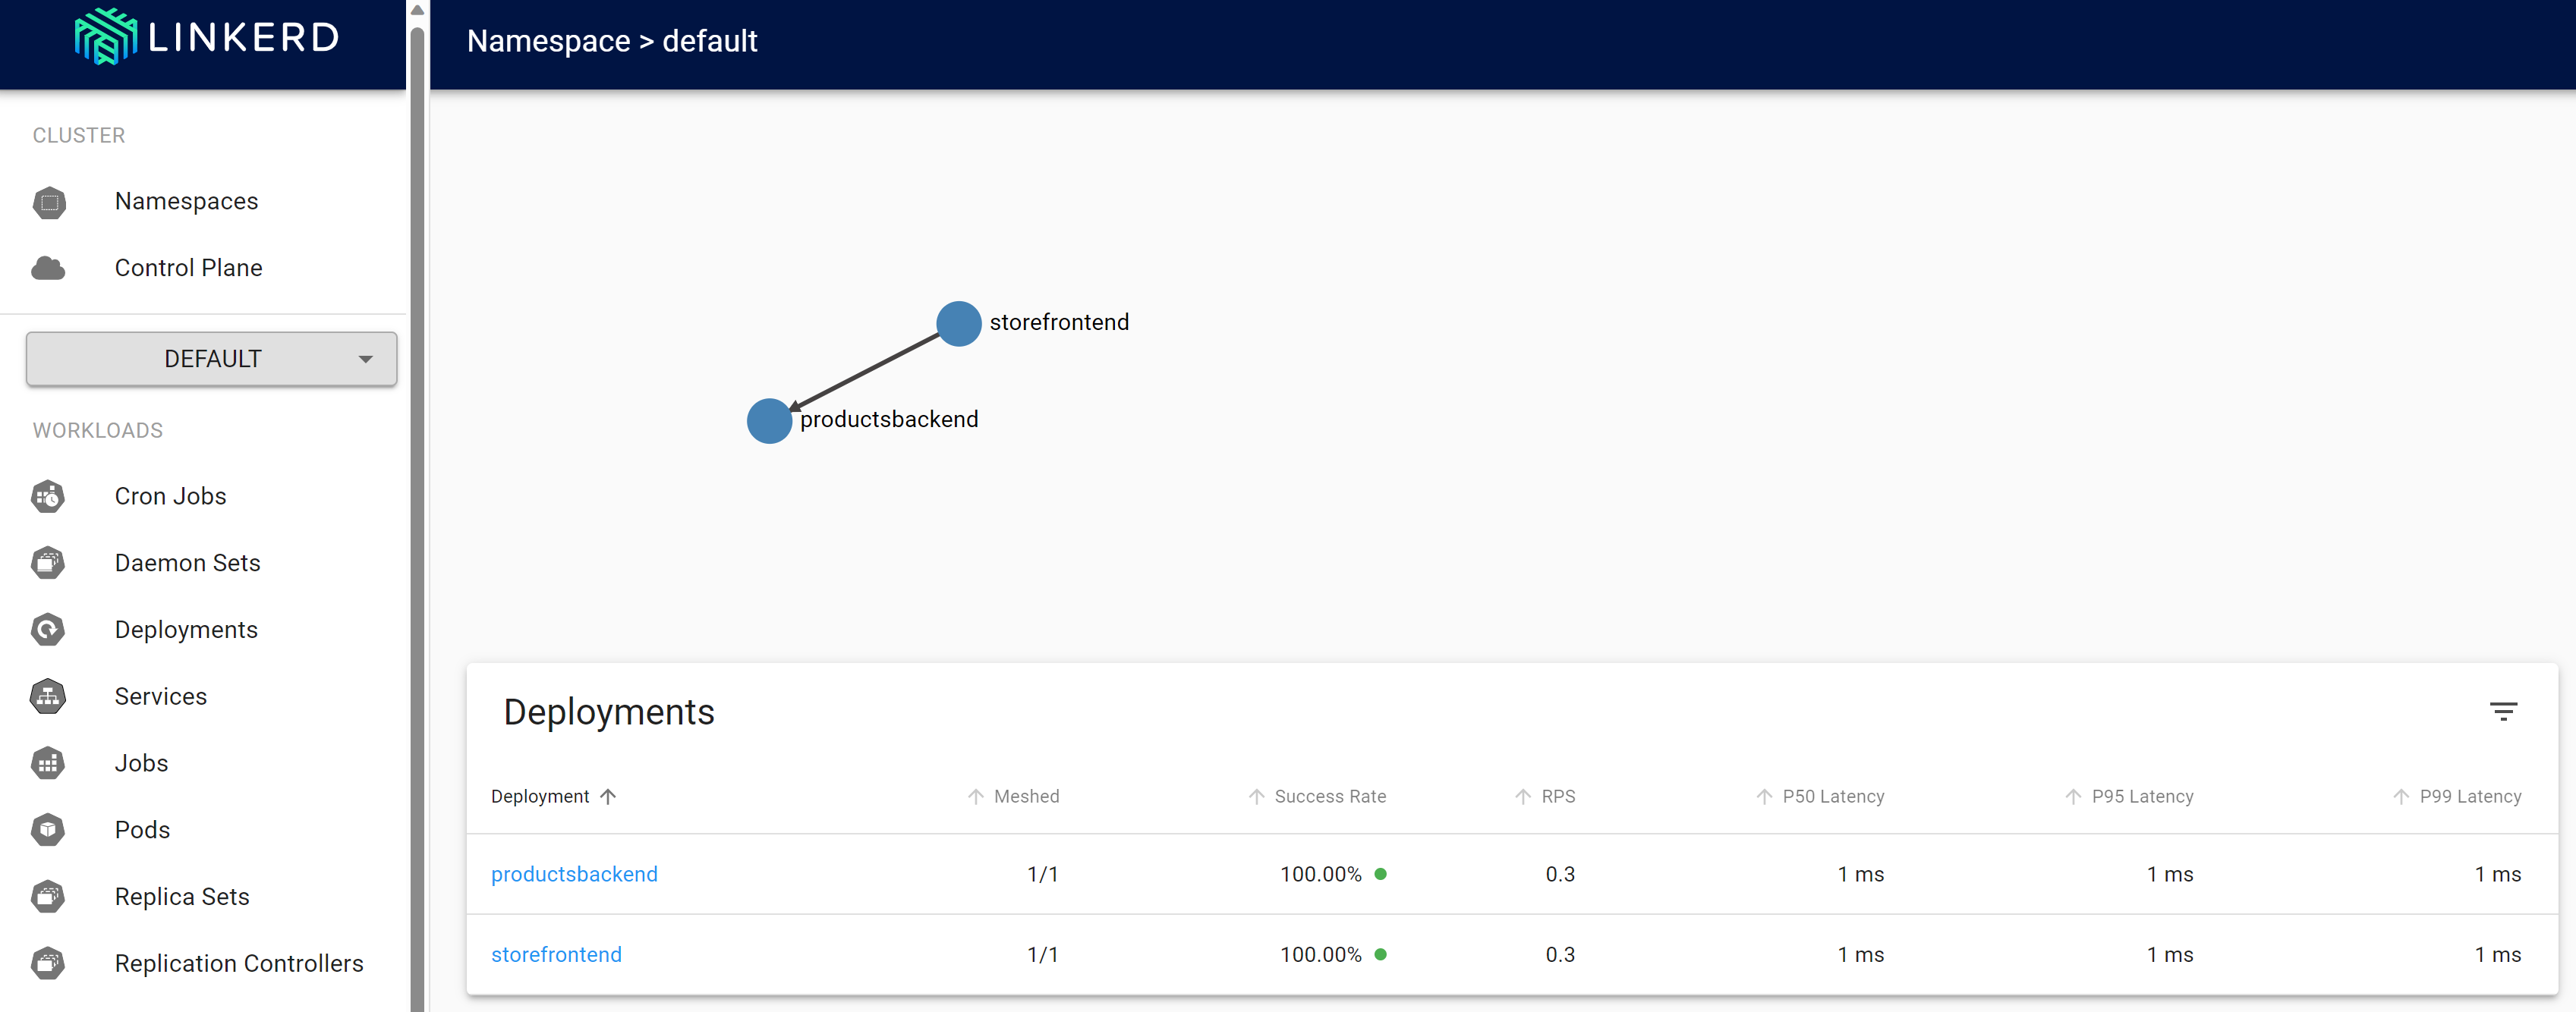 LINKERD
Namespace > default
CLUSTER
Namespaces
Control Plane
DEFAULT
WORKLOADS
Cron Jobs
Daemon Sets
Deployments
Services
Jobs
Pods
Replica Sets
Replication Controllers
storefrontend
productsbackend
Deployments
Deployment Meshed Success Rate RPS P50 Latency P95 Latency P99 Latency
productsbackend 1/1 100.00% 0.3 1 ms 1 ms 1 ms
storefrontend 1/1 100.00% 0.3 1 ms 1 ms 1 ms